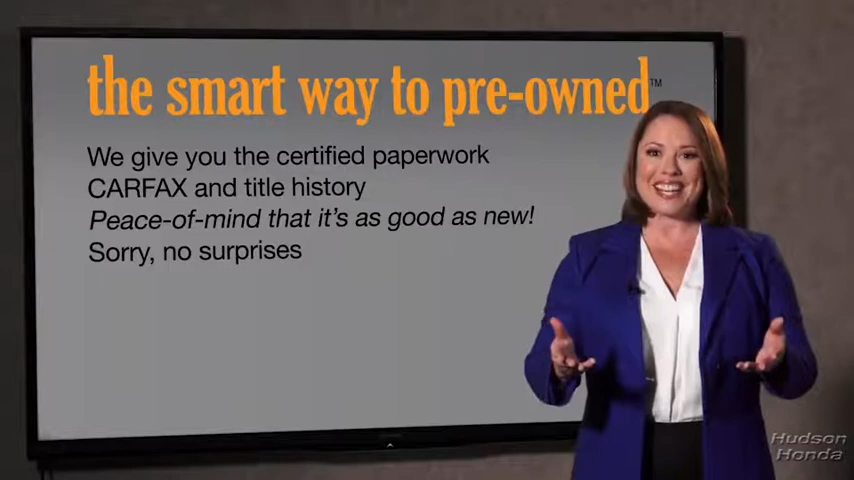 the smart way to pre-owned™
We give you the certified paperwork
CARFAX and title history
Peace-of-mind that it's as good as new!
Sorry, no surprises
Hudson
Honda